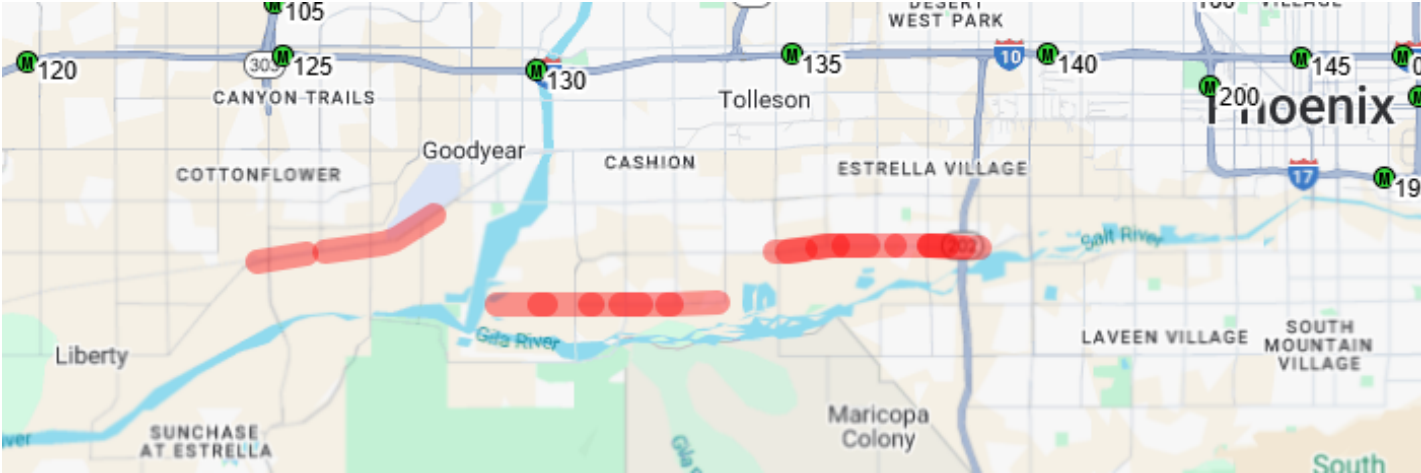 105
DESERT
WEST PARK
VILLAGE
120
303
125
130
135
10
140
145
CANYON TRAILS
Tolleson
200
Phoenix
Goodyear
CASHION
COTTONFLOWER
ESTRELLA VILLAGE
17
19
202
Salt River
Gila River
Liberty
LAVEEN VILLAGE
SOUTH
MOUNTAIN
VILLAGE
Maricopa
Colony
SUNCHASE
AT ESTRELLA
South